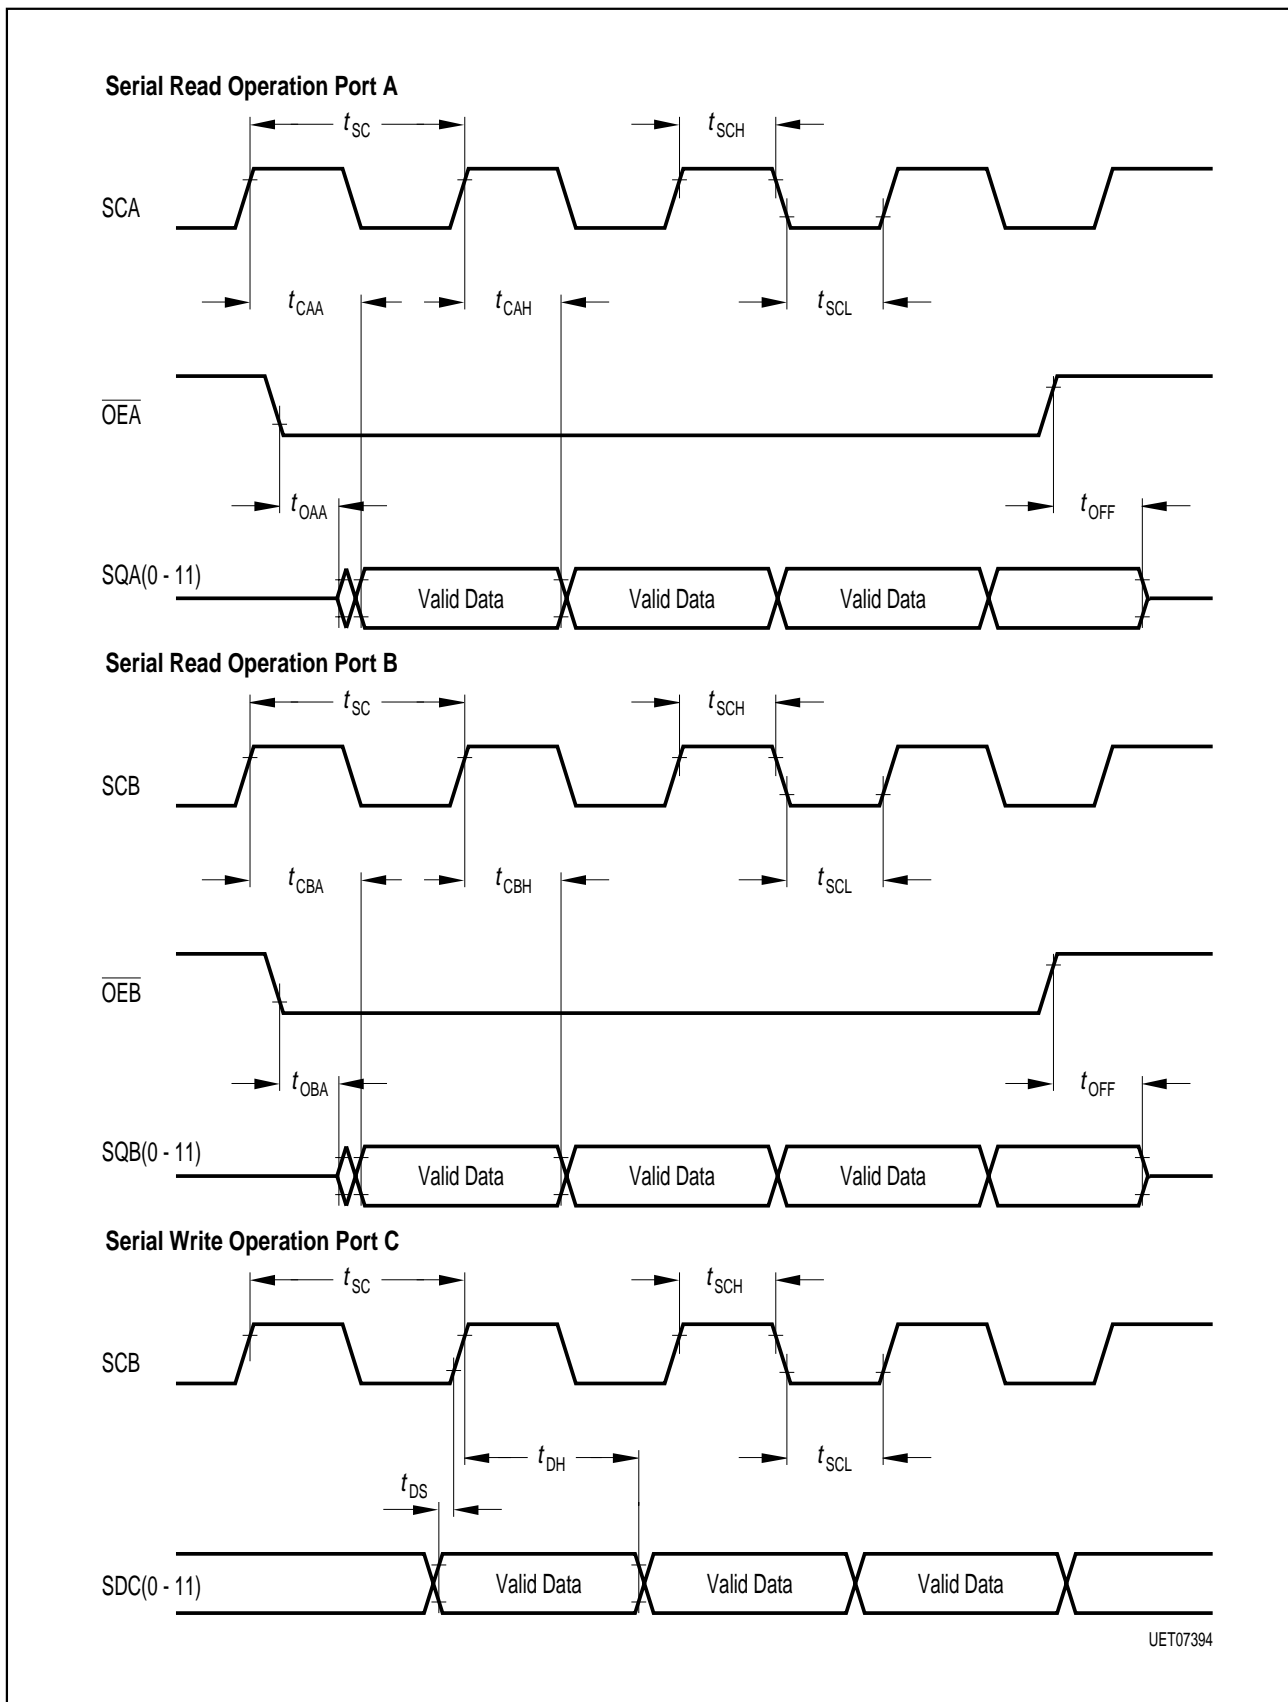 Serial Read Operation Port A
tSC
tSCH
SCA
tCAA
tCAH
tSCL
OEA
tOAA
tOFF
SQA(0 - 11)
Valid Data
Valid Data
Valid Data
Serial Read Operation Port B
tSC
tSCH
SCB
tCBA
tCBH
tSCL
OEB
tOBA
tOFF
SQB(0 - 11)
Valid Data
Valid Data
Valid Data
Serial Write Operation Port C
tSC
tSCH
SCB
tDH
tSCL
tDS
SDC(0 - 11)
Valid Data
Valid Data
Valid Data
UET07394